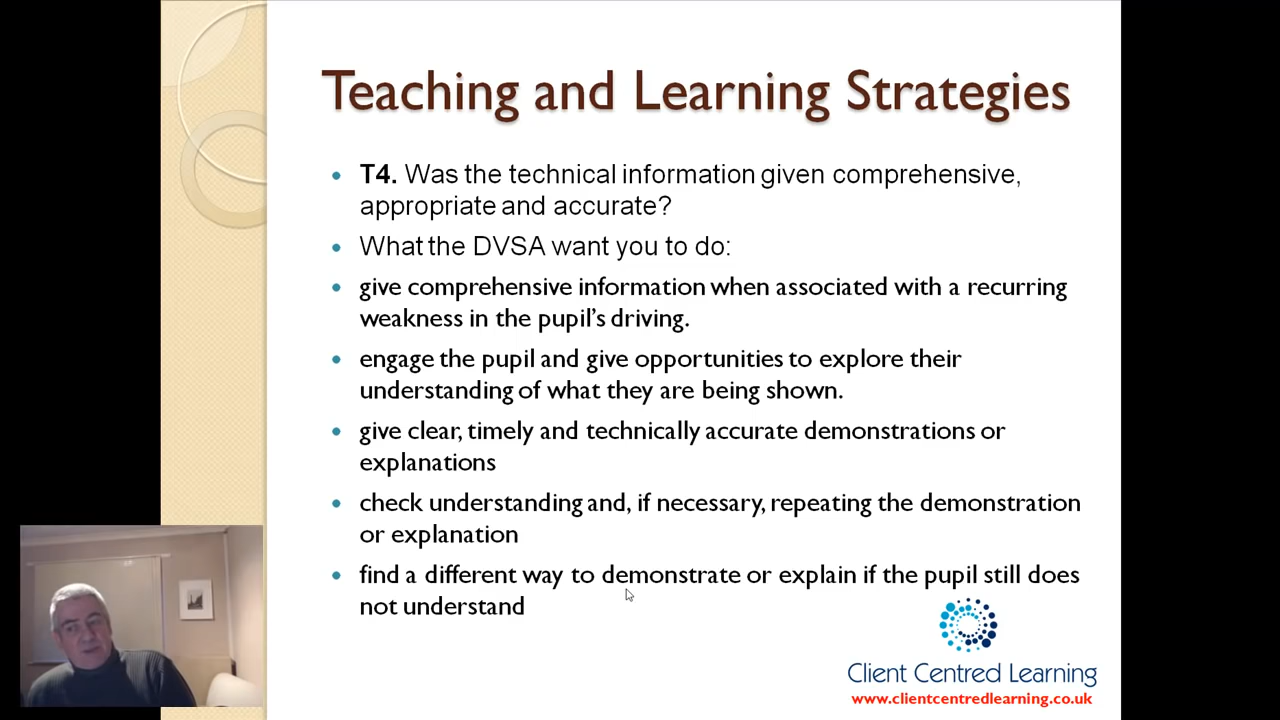 Teaching and Learning Strategies
T4. Was the technical information given comprehensive,
appropriate and accurate?
What the DVSA want you to do:
give comprehensive information when associated with a recurring
weakness in the pupil's driving.
engage the pupil and give opportunities to explore their
understanding of what they are being shown.
give clear, timely and technically accurate demonstrations or
explanations
check understanding and, if necessary, repeating the demonstration
or explanation
find a different way to demonstrate or explain if the pupil still does
not understand
Client Centred Learning
www.clientcentredlearning.co.uk